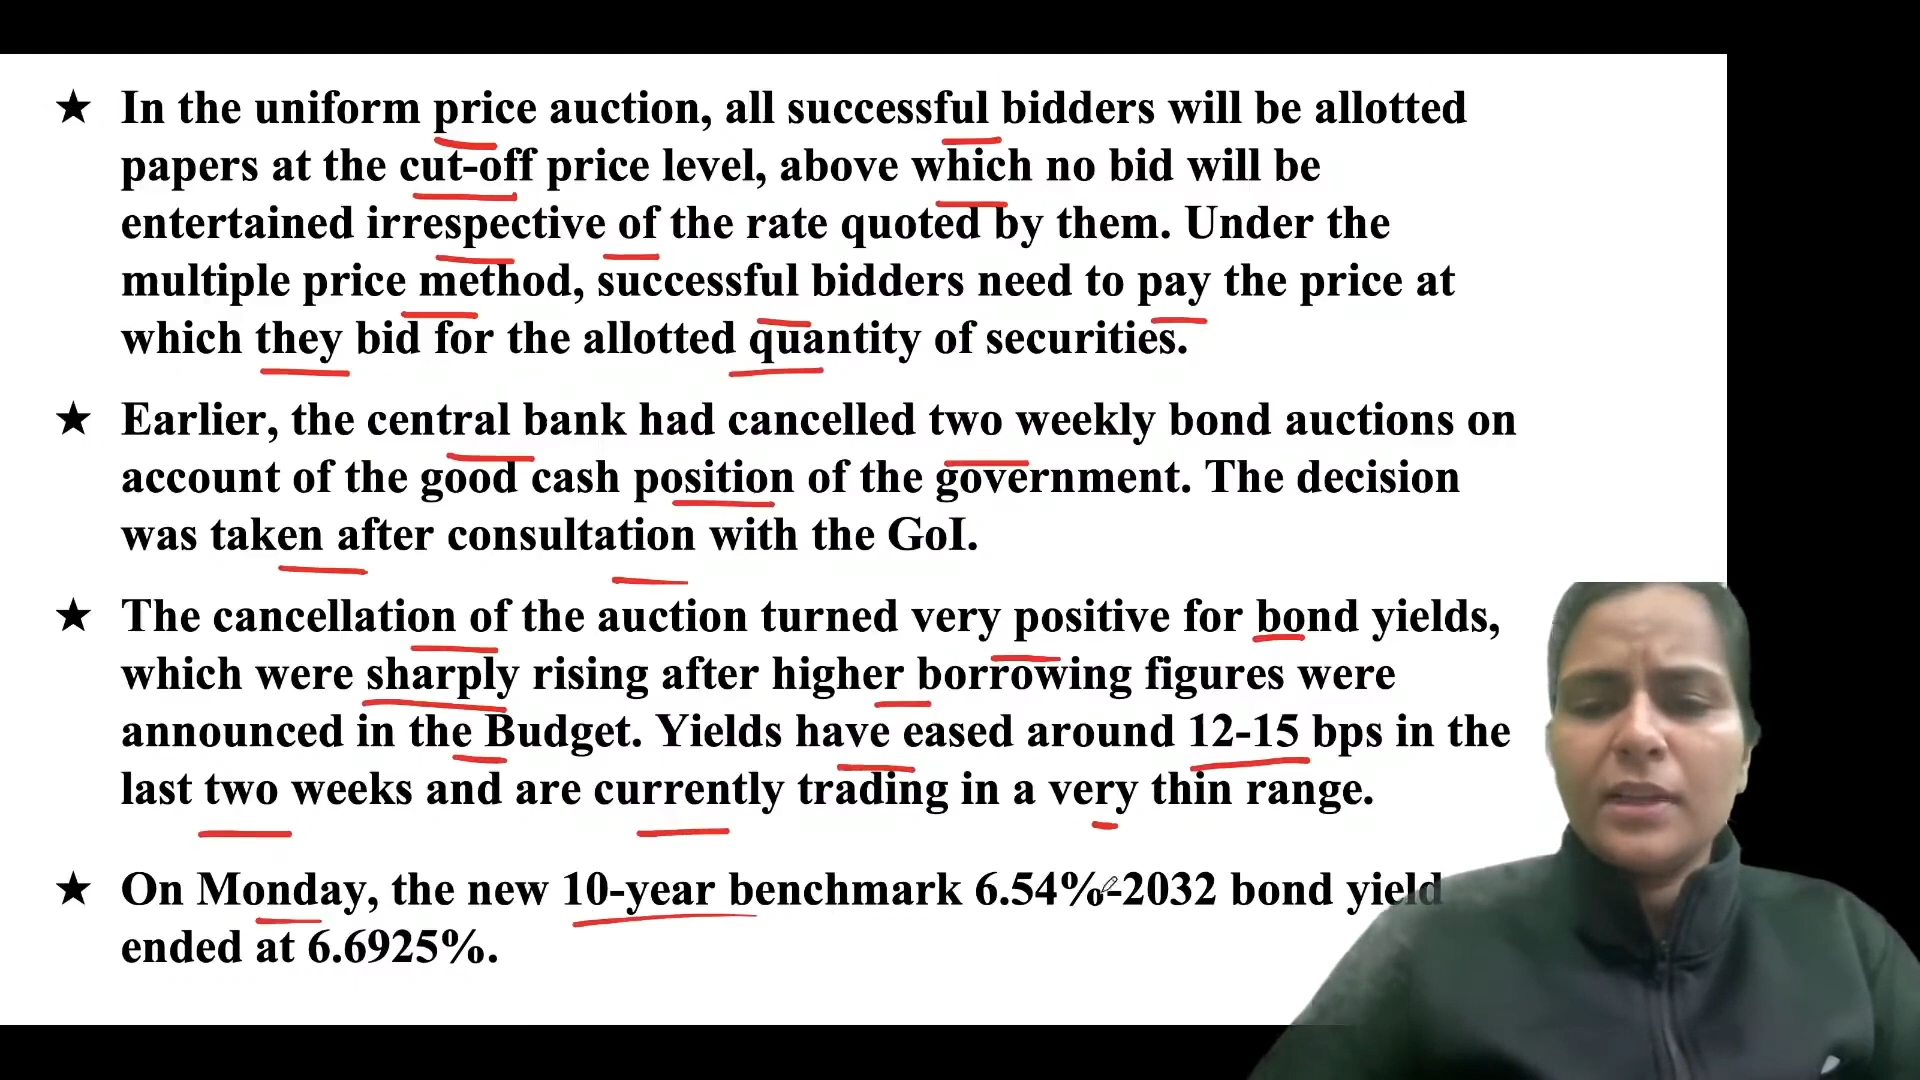 ★ In the uniform price auction, all successful bidders will be allotted
papers at the cut-off price level, above which no bid will be
entertained irrespective of the rate quoted by them. Under the
multiple price method, successful bidders need to pay the price at
which they bid for the allotted quantity of securities.
★ Earlier, the central bank had cancelled two weekly bond auctions on
account of the good cash position of the government. The decision
was taken after consultation with the GoI.
★ The cancellation of the auction turned very positive for bond yields,
which were sharply rising after higher borrowing figures were
announced in the Budget. Yields have eased around 12-15 bps in the
last two weeks and are currently trading in a very thin range.
★ On Monday, the new 10-year benchmark 6.54%-2032 bond yield
ended at 6.6925%.